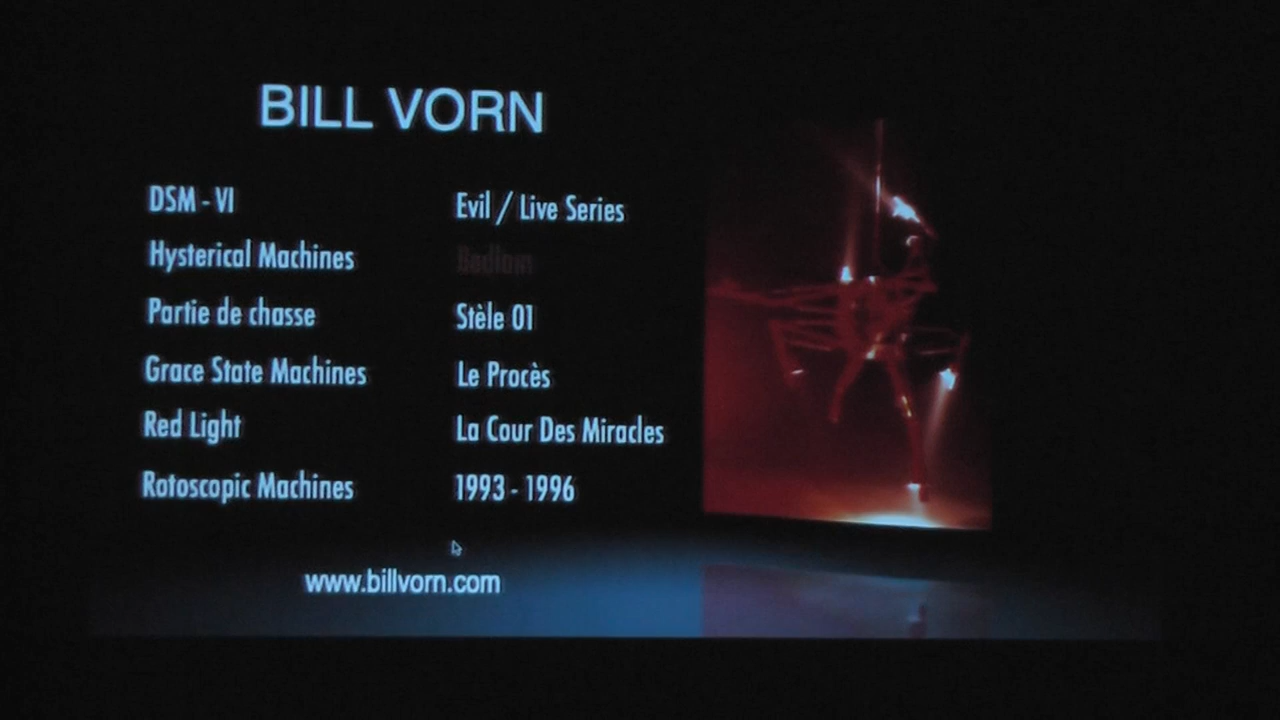 BILL VORN
DSM - VI
Hysterical Machines
Partie de chasse
Grace State Machines
Red Light
Rotoscopic Machines
Evil / Live Series
Bedlam
Stèle 01
Le Procès
La Cour Des Miracles
1993 - 1996
www.billvorn.com